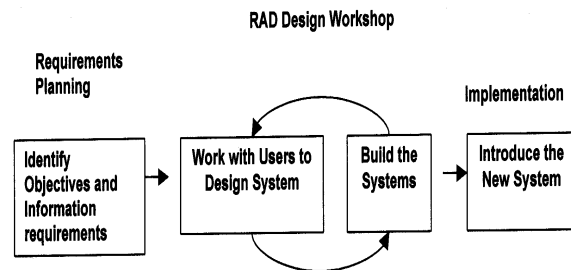 RAD Design Workshop
Requirements
Planning
Implementation
Identify
Objectives and
Information
requirements
Work with Users to
Design System
Build the
Systems
Introduce the
New System